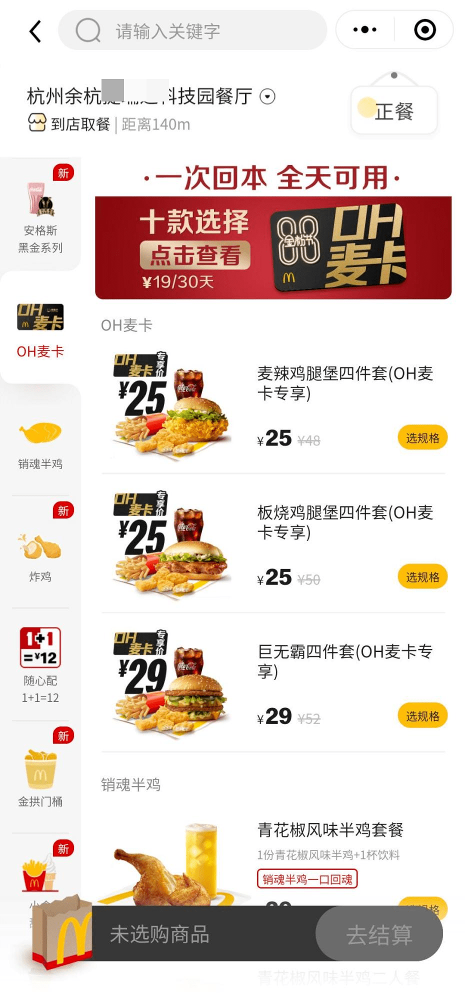 请输入关键字
杭州余杭 科技园餐厅
到店取餐 | 距离140m
正餐
新
安格斯
黑金系列
OH麦卡
OH麦卡
销魂半鸡
新
炸鸡
1+1
=¥12
随心配
1+1=12
新
金拱门桶
新
·一次回本 全天可用·
十款选择
点击查看
¥19/30天
88
金粉节
OH
麦卡
OH麦卡
OH
麦卡
专享价
¥25
Coca-Cola
麦辣鸡腿堡四件套(OH麦
卡专享)
¥25 ¥48
选规格
OH
麦卡
专享价
¥25
Coca-Cola
板烧鸡腿堡四件套(OH麦
卡专享)
¥25 ¥50
选规格
OH
麦卡
专享价
¥29
Coca-Cola
巨无霸四件套(OH麦卡专
享)
¥29 ¥52
选规格
销魂半鸡
青花椒风味半鸡套餐
1份青花椒风味半鸡+1杯饮料
销魂半鸡一口回魂
选规格
未选购商品
去结算
青花椒风味半鸡二人餐